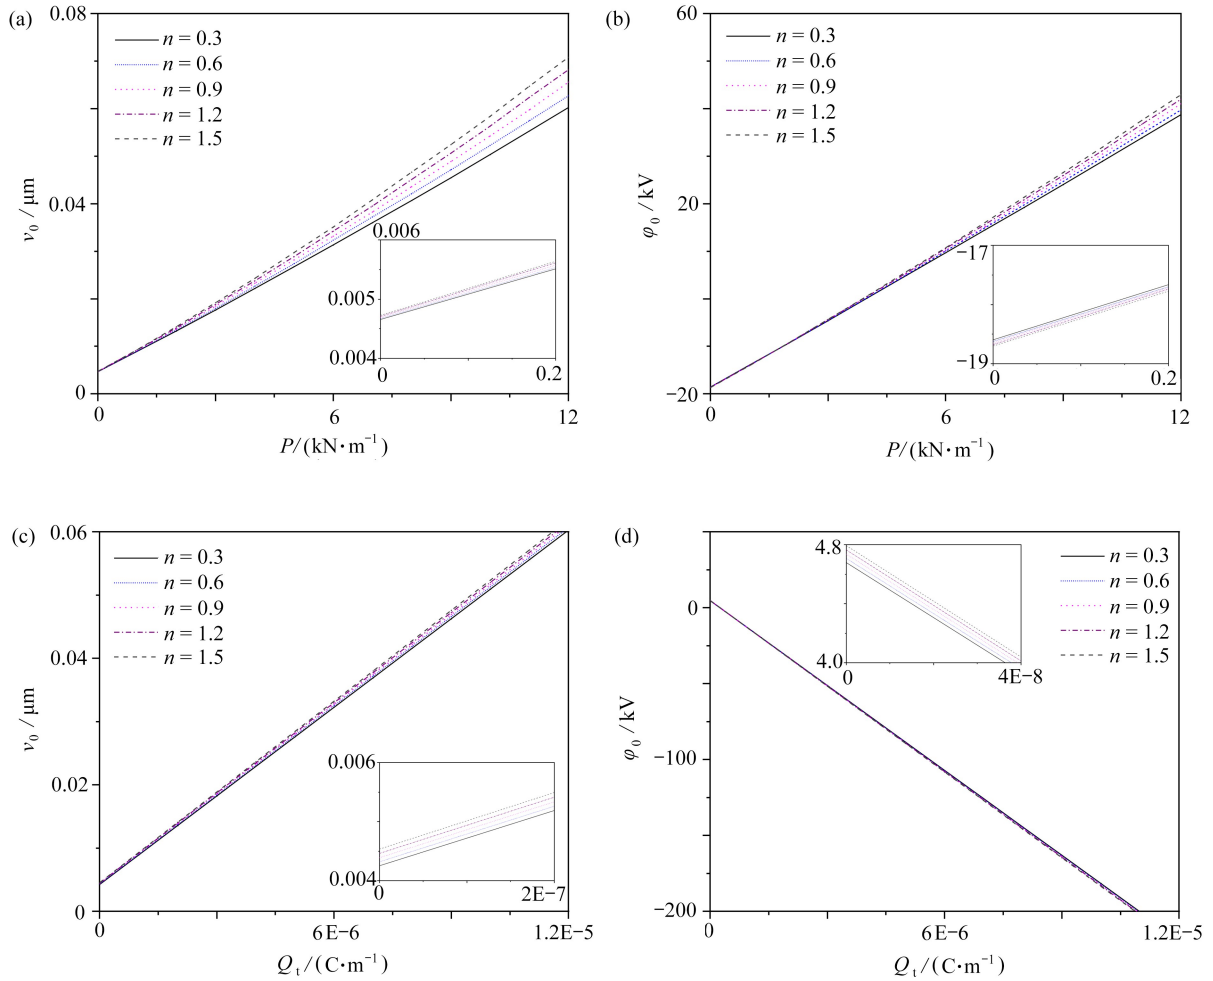 (a)
0.08
0.04
0
n = 0.3
n = 0.6
n = 0.9
n = 1.2
n = 1.5
v₀ / μm
0.006
0.005
0.004
0 0.2
0 6 12
P/(kN·m⁻¹)
(b)
60
20
−20
n = 0.3
n = 0.6
n = 0.9
n = 1.2
n = 1.5
φ₀ / kV
−17
−19
0 0.2
0 6 12
P/(kN·m⁻¹)
(c)
0.06
0.04
0.02
0
n = 0.3
n = 0.6
n = 0.9
n = 1.2
n = 1.5
v₀ / μm
0.006
0.004
0 2E−7
0 6E−6 1.2E−5
Qₜ /(C·m⁻¹)
(d)
0
−100
−200
4.8
4.0
0 4E−8
n = 0.3
n = 0.6
n = 0.9
n = 1.2
n = 1.5
φ₀ / kV
0 6E−6 1.2E−5
Qₜ /(C·m⁻¹)